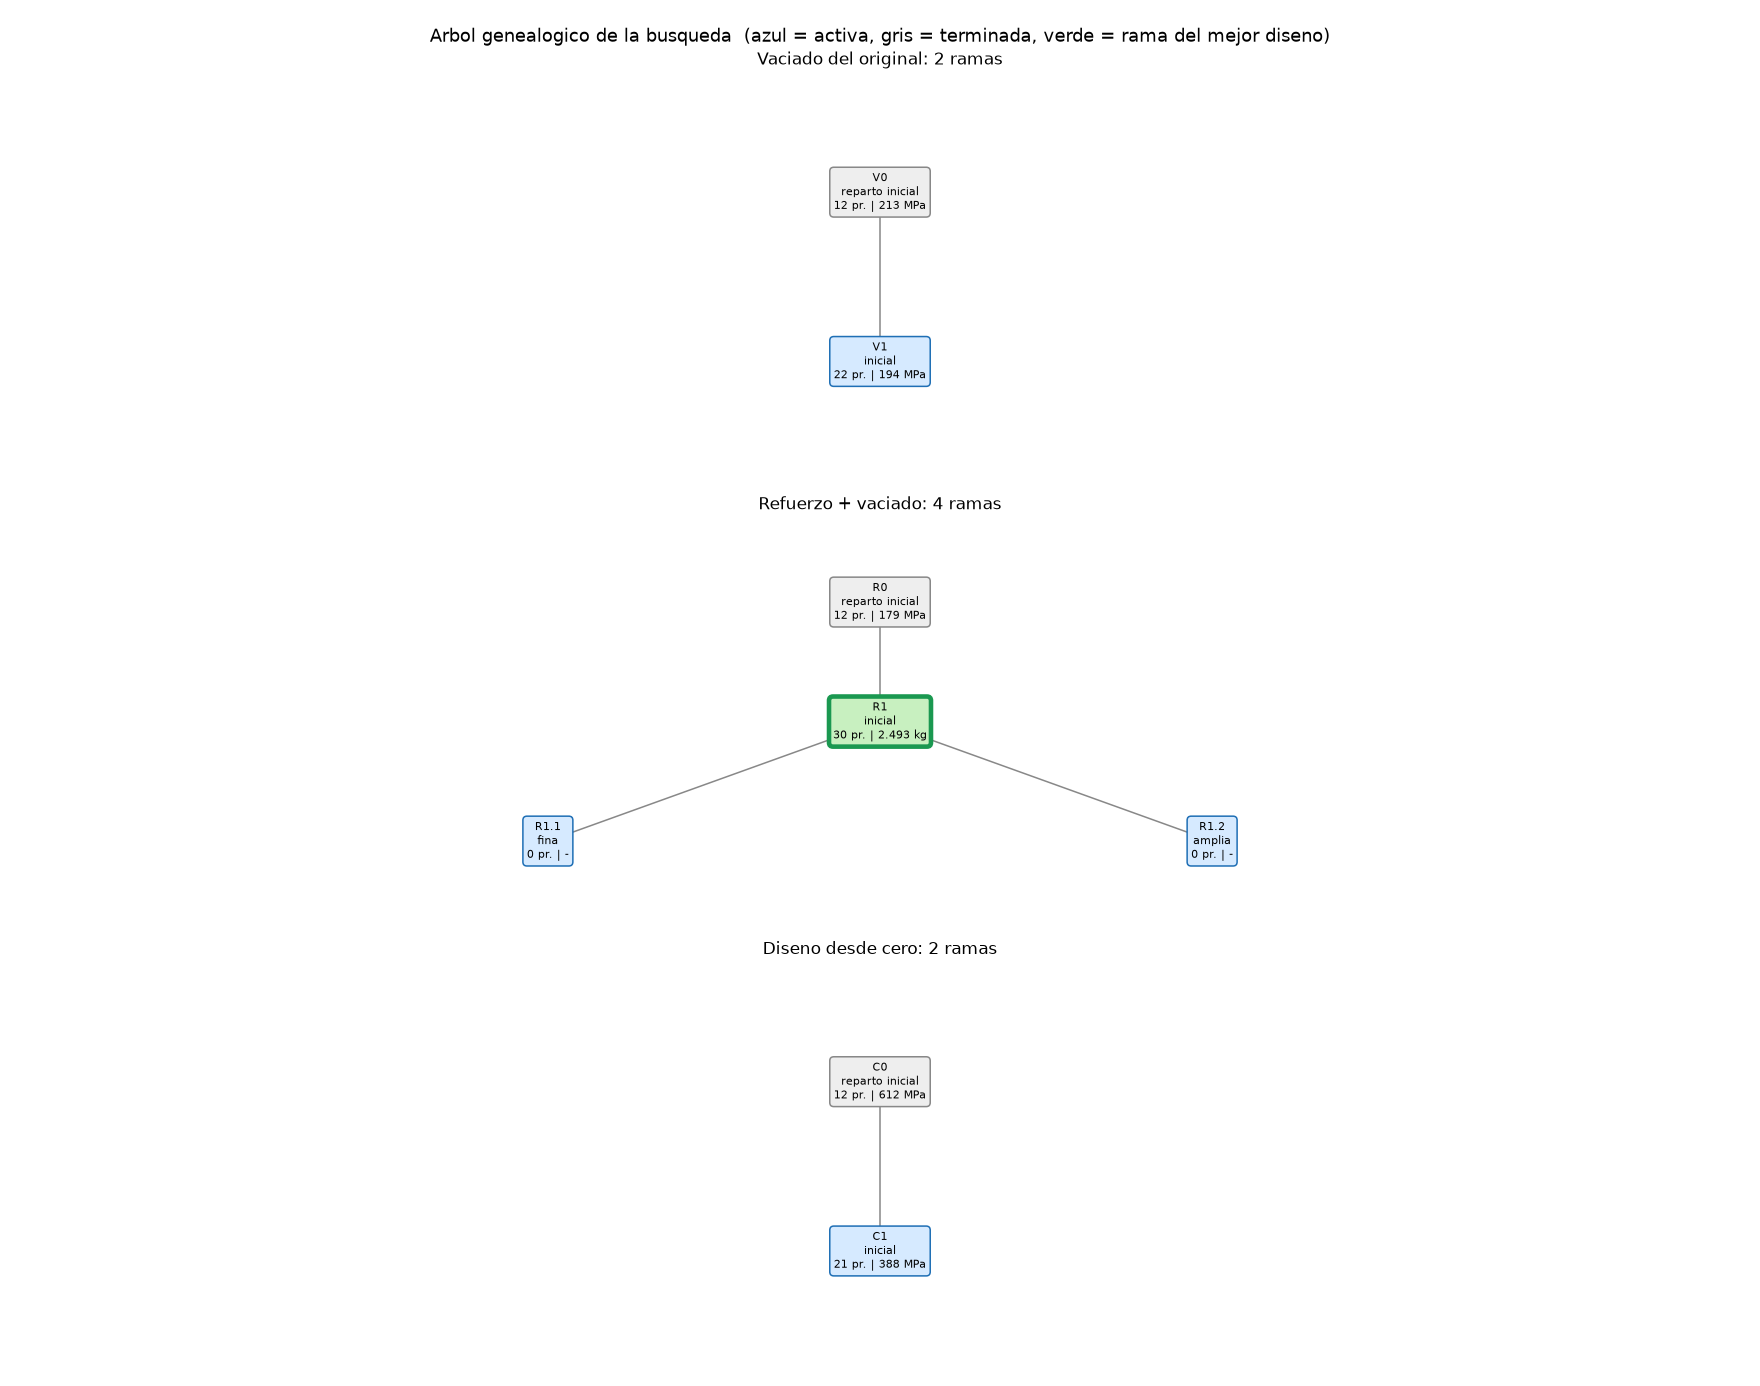 Arbol genealogico de la busqueda  (azul = activa, gris = terminada, verde = rama del mejor diseno)
Vaciado del original: 2 ramas
V0
reparto inicial
12 pr. | 213 MPa
V1
inicial
22 pr. | 194 MPa
Refuerzo + vaciado: 4 ramas
R0
reparto inicial
12 pr. | 179 MPa
R1
inicial
30 pr. | 2.493 kg
R1.1
fina
0 pr. | -
R1.2
amplia
0 pr. | -
Diseno desde cero: 2 ramas
C0
reparto inicial
12 pr. | 612 MPa
C1
inicial
21 pr. | 388 MPa